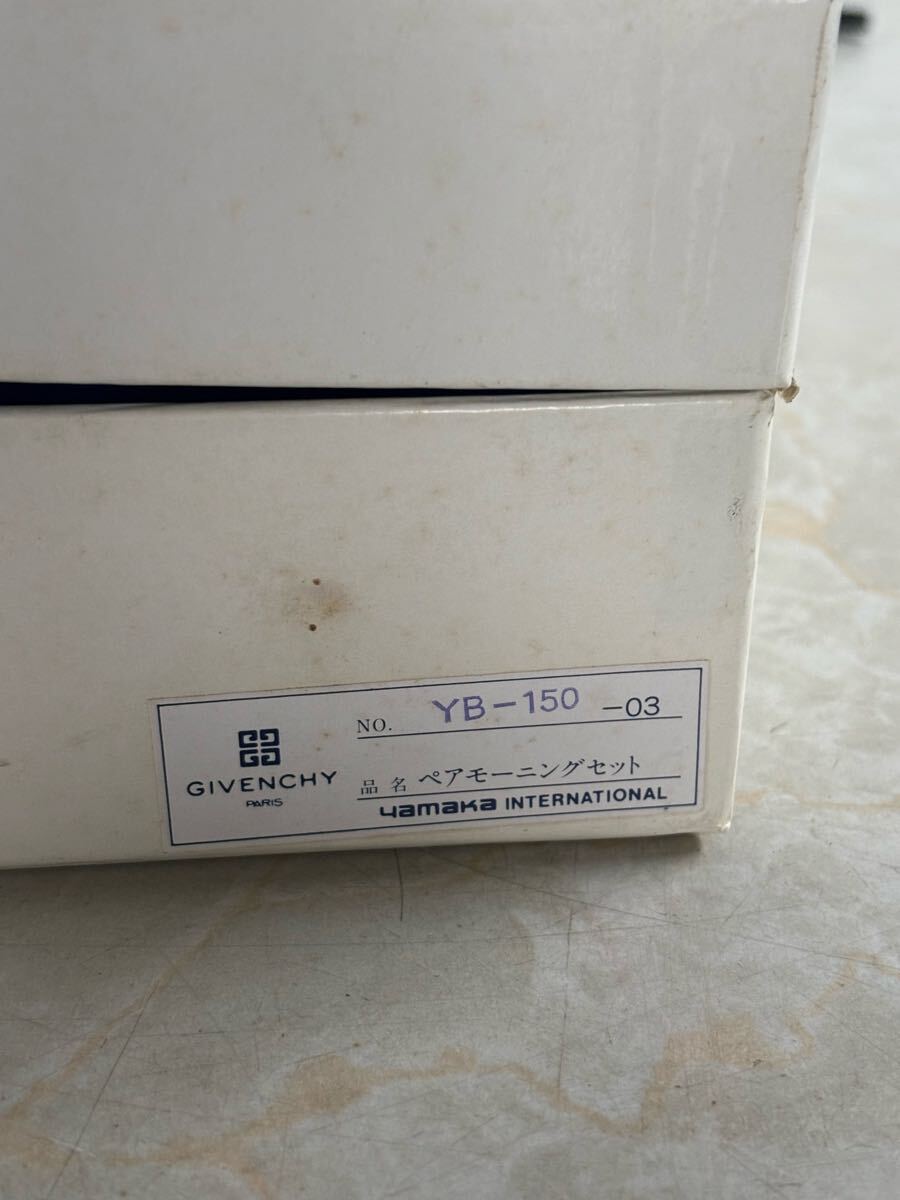 GIVENCHY
PARIS
NO. YB-150 -03
品名 ペアモーニングセット
yamaka INTERNATIONAL